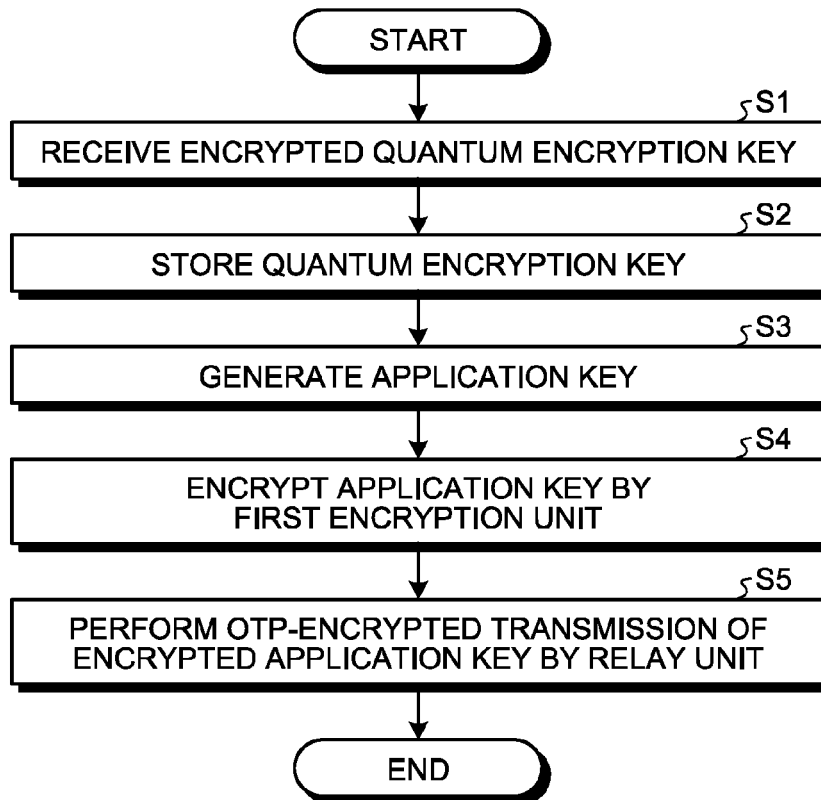 START
S1
RECEIVE ENCRYPTED QUANTUM ENCRYPTION KEY
S2
STORE QUANTUM ENCRYPTION KEY
S3
GENERATE APPLICATION KEY
S4
ENCRYPT APPLICATION KEY BY
FIRST ENCRYPTION UNIT
S5
PERFORM OTP-ENCRYPTED TRANSMISSION OF
ENCRYPTED APPLICATION KEY BY RELAY UNIT
END